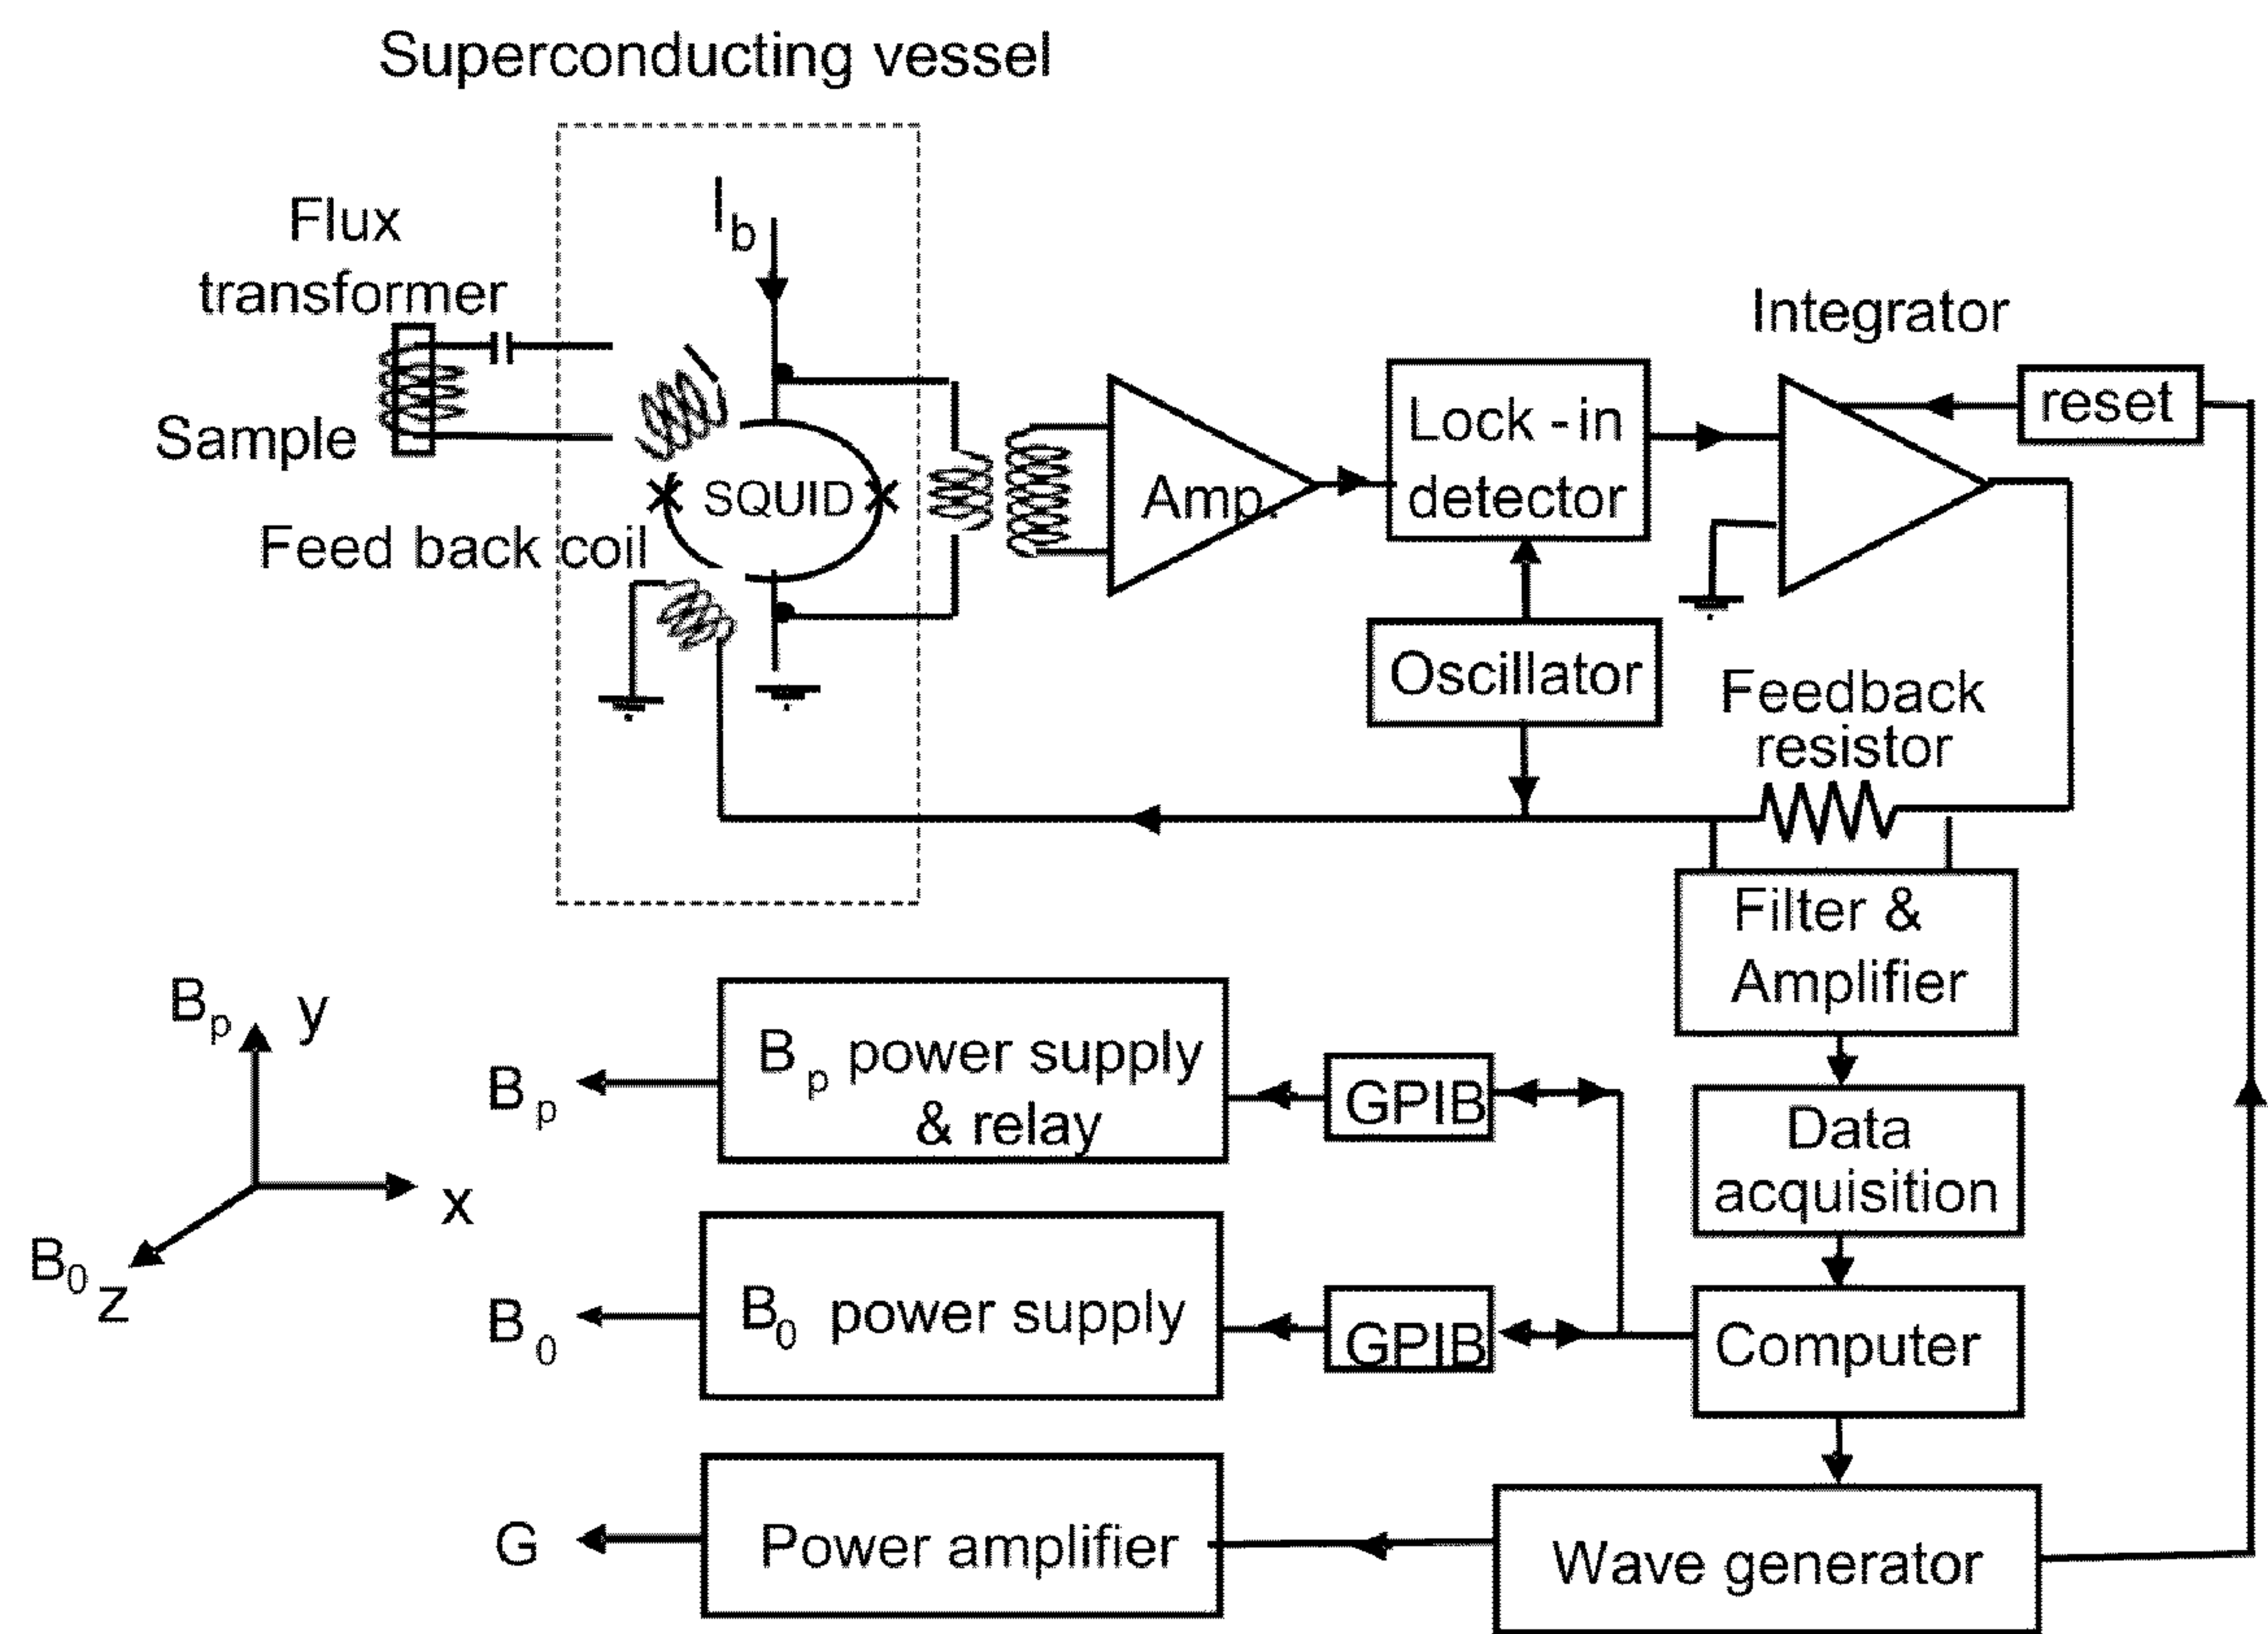 Superconducting vessel
Flux
transformer
Sample
I_b
SQUID
Feed back coil
Amp.
Lock - in
detector
Integrator
reset
Oscillator
Feedback
resistor
Filter &
Amplifier
B_p y
x
B_0 z
B_p
B_p power supply
& relay
GPIB
Data
acquisition
B_0
B_0 power supply
GPIB
Computer
G
Power amplifier
Wave generator